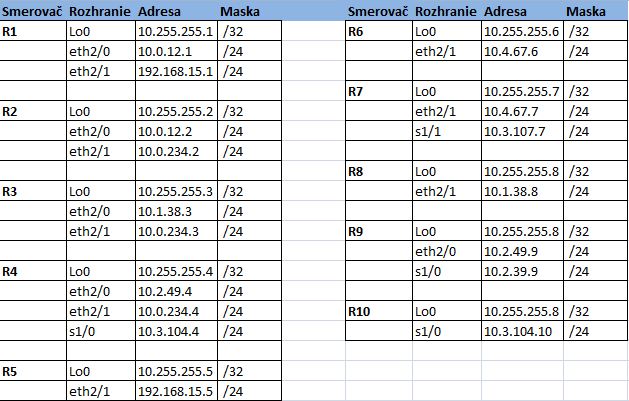 Smerovač Rozhranie Adresa Maska
R1 Lo0 10.255.255.1 /32
eth2/0 10.0.12.1 /24
eth2/1 192.168.15.1 /24
R2 Lo0 10.255.255.2 /32
eth2/0 10.0.12.2 /24
eth2/1 10.0.234.2 /24
R3 Lo0 10.255.255.3 /32
eth2/0 10.1.38.3 /24
eth2/1 10.0.234.3 /24
R4 Lo0 10.255.255.4 /32
eth2/0 10.2.49.4 /24
eth2/1 10.0.234.4 /24
s1/0 10.3.104.4 /24
R5 Lo0 10.255.255.5 /32
eth2/1 192.168.15.5 /24
Smerovač Rozhranie Adresa Maska
R6 Lo0 10.255.255.6 /32
eth2/1 10.4.67.6 /24
R7 Lo0 10.255.255.7 /32
eth2/1 10.4.67.7 /24
s1/1 10.3.107.7 /24
R8 Lo0 10.255.255.8 /32
eth2/1 10.1.38.8 /24
R9 Lo0 10.255.255.8 /32
eth2/0 10.2.49.9 /24
s1/0 10.2.39.9 /24
R10 Lo0 10.255.255.8 /32
s1/0 10.3.104.10 /24